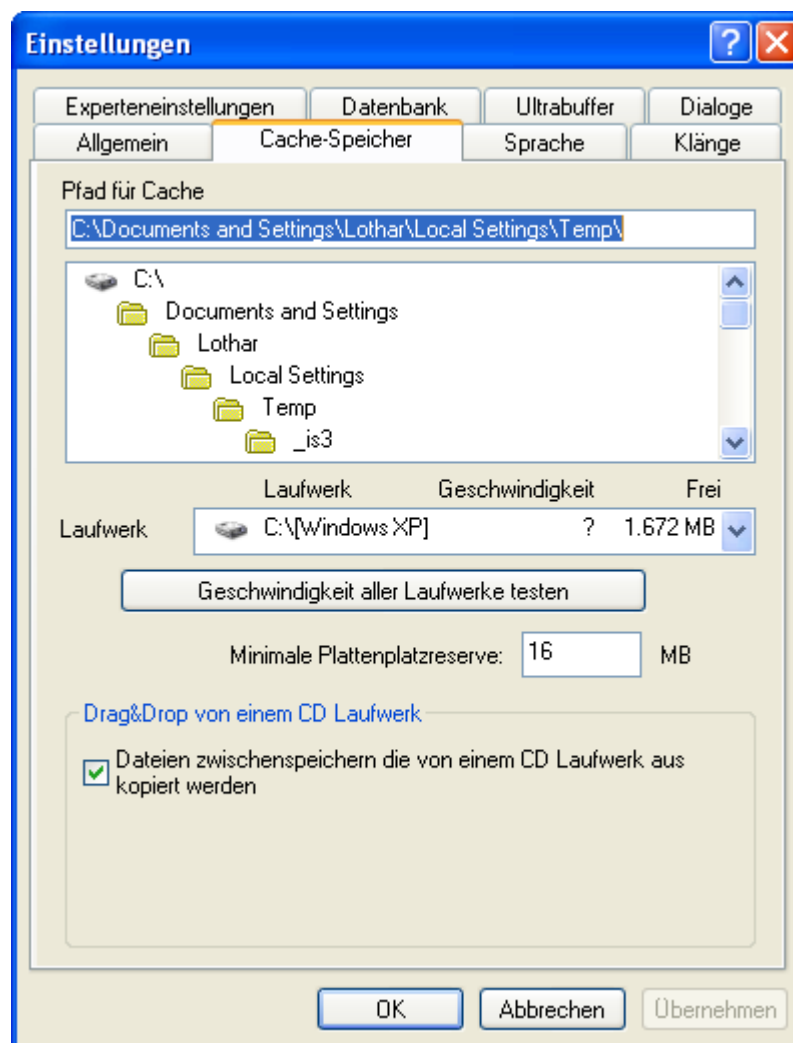 Einstellungen
Experteneinstellungen Datenbank Ultrabuffer Dialoge
Allgemein Cache-Speicher Sprache Klänge
Pfad für Cache
C:\Documents and Settings\Lothar\Local Settings\Temp\
C:\
Documents and Settings
Lothar
Local Settings
Temp
_is3
Laufwerk Geschwindigkeit Frei
Laufwerk C:\[Windows XP] ? 1.672 MB
Geschwindigkeit aller Laufwerke testen
Minimale Plattenplatzreserve: 16 MB
Drag&Drop von einem CD Laufwerk
Dateien zwischenspeichern die von einem CD Laufwerk aus
kopiert werden
OK Abbrechen Übernehmen